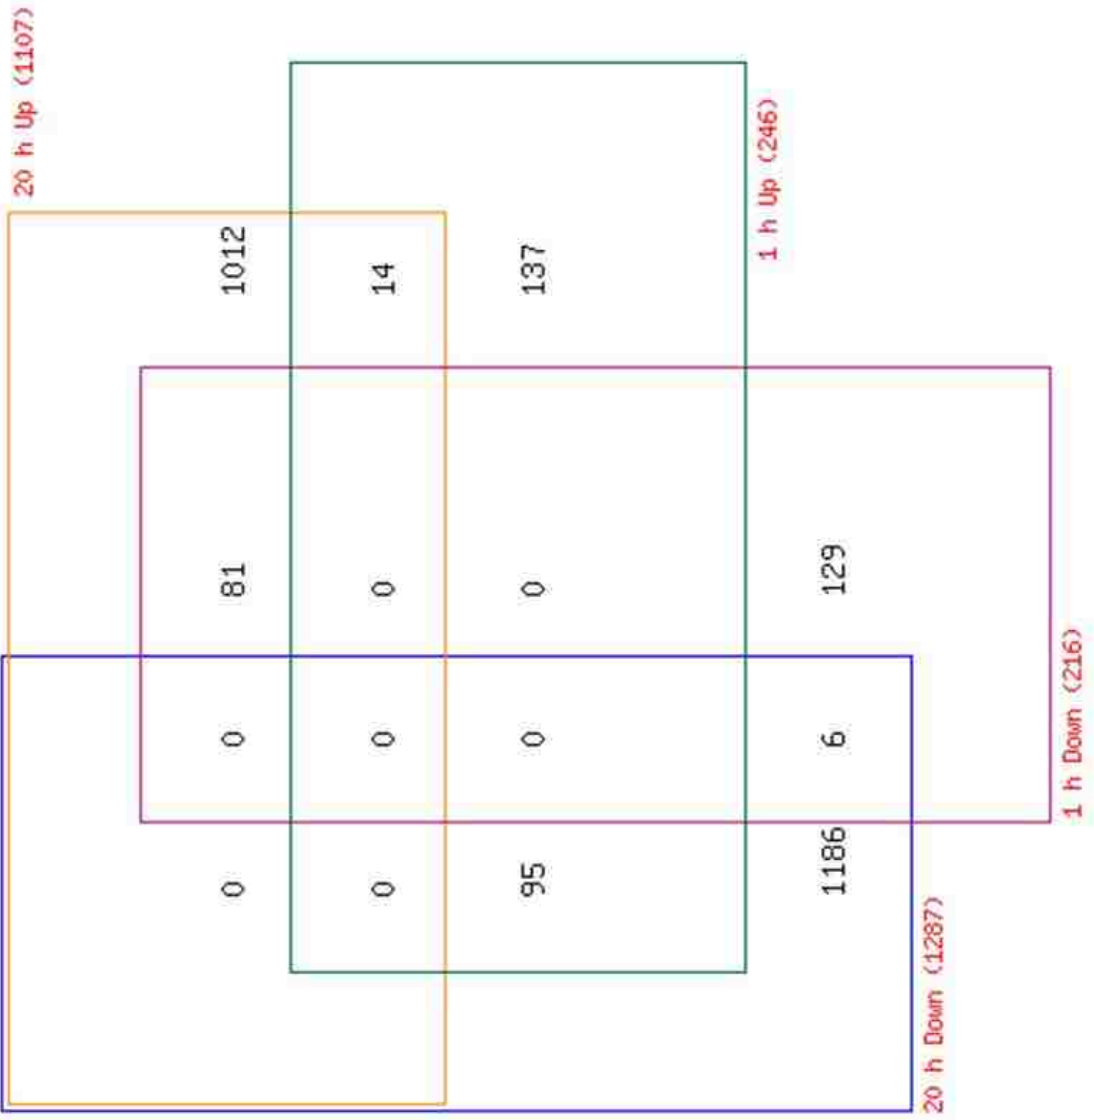 20 h Up (1107)
0 0 81 1012
0 0 0 14
95 0 0 137
1 h Up (246)
1186 6 129
20 h Down (1287)
1 h Down (216)